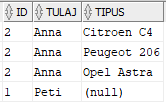 ID TULAJ TIPUS
2 Anna Citroen C4
2 Anna Peugeot 206
2 Anna Opel Astra
1 Peti (null)